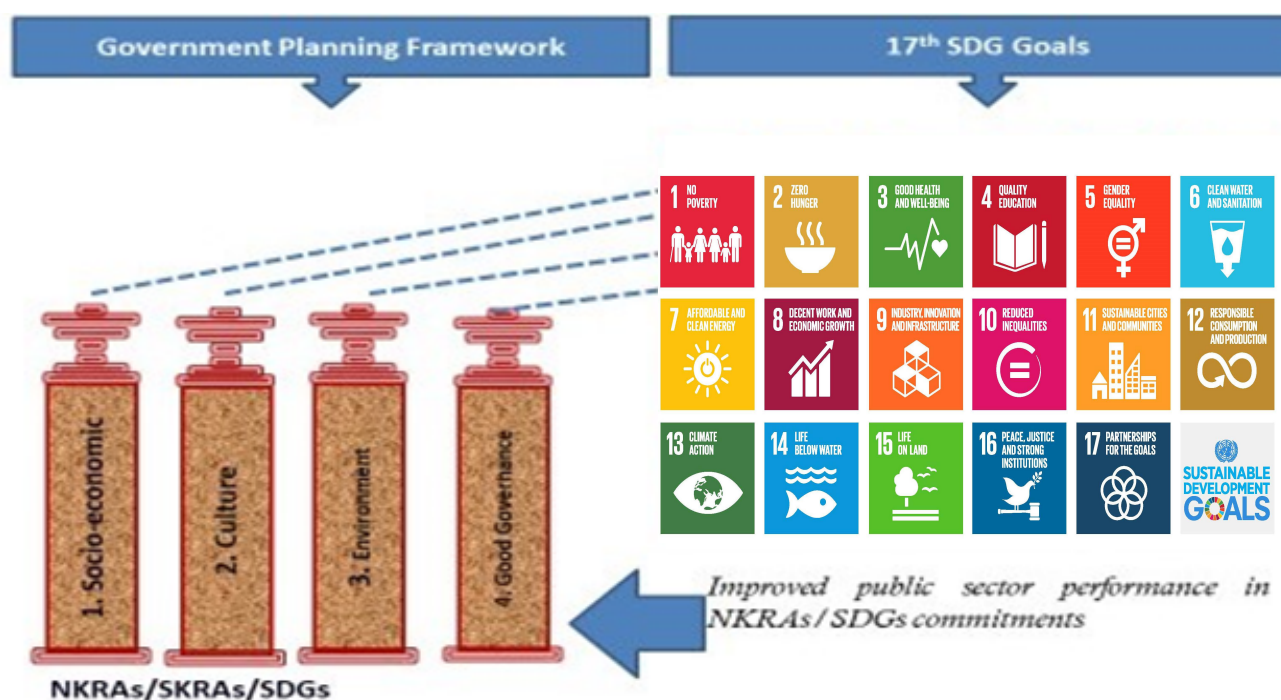 Government Planning Framework
17th SDG Goals
1 NO
POVERTY
2 ZERO
HUNGER
3 GOOD HEALTH
AND WELL-BEING
4 QUALITY
EDUCATION
5 GENDER
EQUALITY
6 CLEAN WATER
AND SANITATION
7 AFFORDABLE AND
CLEAN ENERGY
8 DECENT WORK AND
ECONOMIC GROWTH
9 INDUSTRY, INNOVATION
AND INFRASTRUCTURE
10 REDUCED
INEQUALITIES
11 SUSTAINABLE CITIES
AND COMMUNITIES
12 RESPONSIBLE
CONSUMPTION
AND PRODUCTION
13 CLIMATE
ACTION
14 LIFE
BELOW WATER
15 LIFE
ON LAND
16 PEACE, JUSTICE
AND STRONG
INSTITUTIONS
17 PARTNERSHIPS
FOR THE GOALS
SUSTAINABLE
DEVELOPMENT
GOALS
1. Socio-economic
2. Culture
3. Environment
4. Good Governance
Improved public sector performance in
NKRAs/SDGs commitments
NKRAs/SKRAs/SDGs